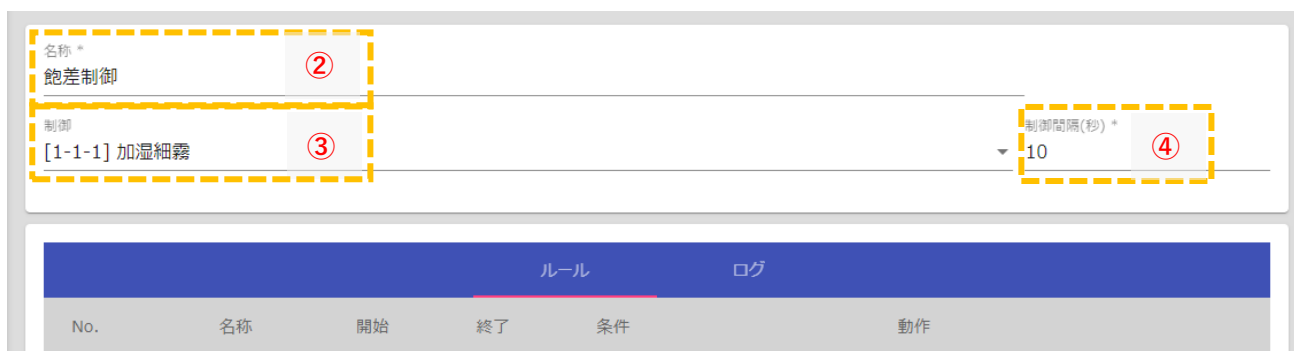 名称 *
飽差制御
②
制御
[1-1-1] 加湿細霧
③
制御間隔(秒) *
10
④
ルール ログ
No. 名称 開始 終了 条件 動作